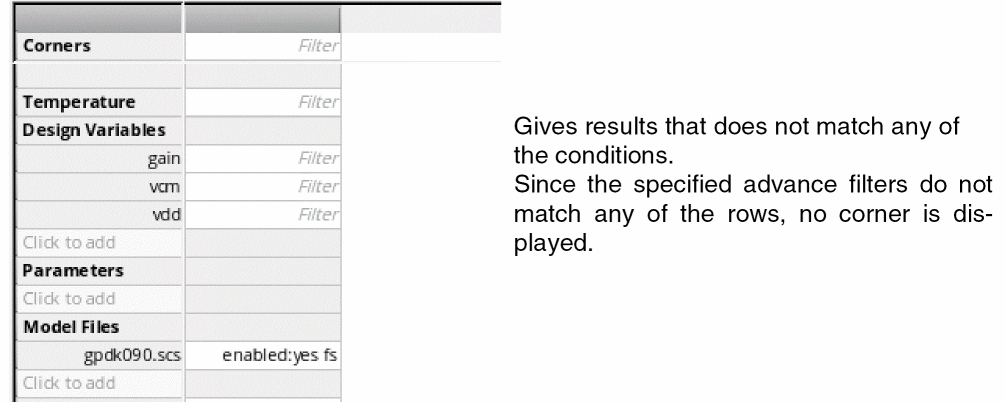 Corners Filter
Temperature Filter
Design Variables
gain Filter
vcm Filter
vdd Filter
Click to add
Parameters
Click to add
Model Files
gpdk090.scs enabled:yes fs
Click to add
Gives results that does not match any of
the conditions.
Since the specified advance filters do not
match any of the rows, no corner is dis-
played.